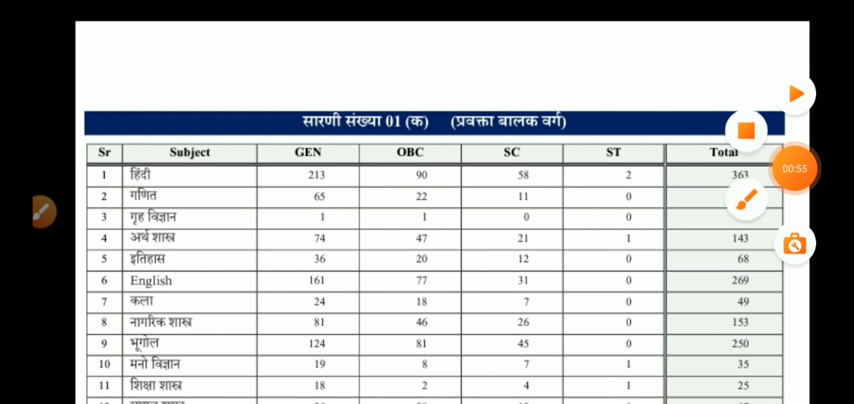 सारणी संख्या 01 (क) (प्रवक्ता बालक वर्ग)
Sr Subject GEN OBC SC ST Total
1 हिंदी 213 90 58 2 363
2 गणित 65 22 11 0
3 गृह विज्ञान 1 1 0 0
4 अर्थ शास्त्र 74 47 21 1 143
5 इतिहास 36 20 12 0 68
6 English 161 77 31 0 269
7 कला 24 18 7 0 49
8 नागरिक शास्त्र 81 46 26 0 153
9 भूगोल 124 81 45 0 250
10 मनो विज्ञान 19 8 7 1 35
11 शिक्षा शास्त्र 18 2 4 1 25
00:55